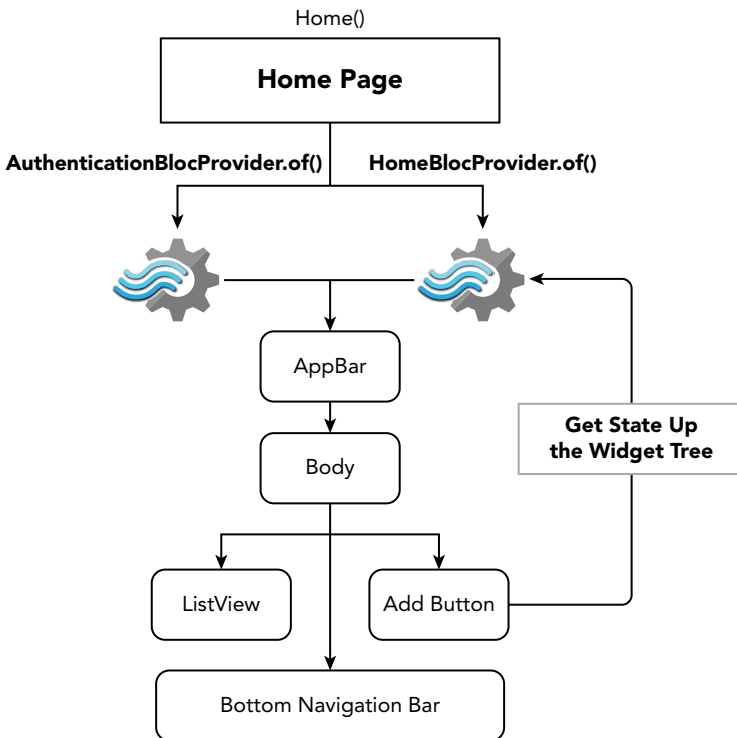 Home()
Home Page
AuthenticationBlocProvider.of()
HomeBlocProvider.of()
AppBar
Get State Up
the Widget Tree
Body
ListView
Add Button
Bottom Navigation Bar